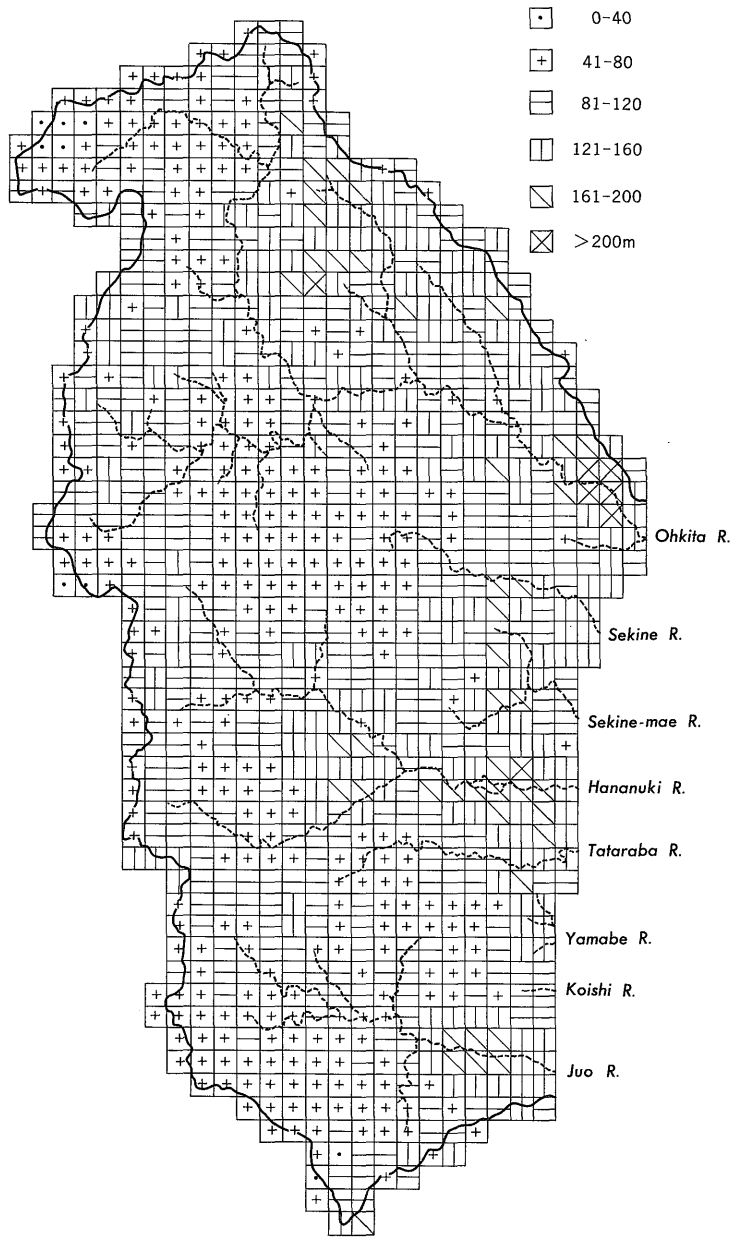 0-40
41-80
81-120
121-160
161-200
>200m
Ohkita R.
Sekine R.
Sekine-mae R.
Hananuki R.
Tataraba R.
Yamabe R.
Koishi R.
Juo R.